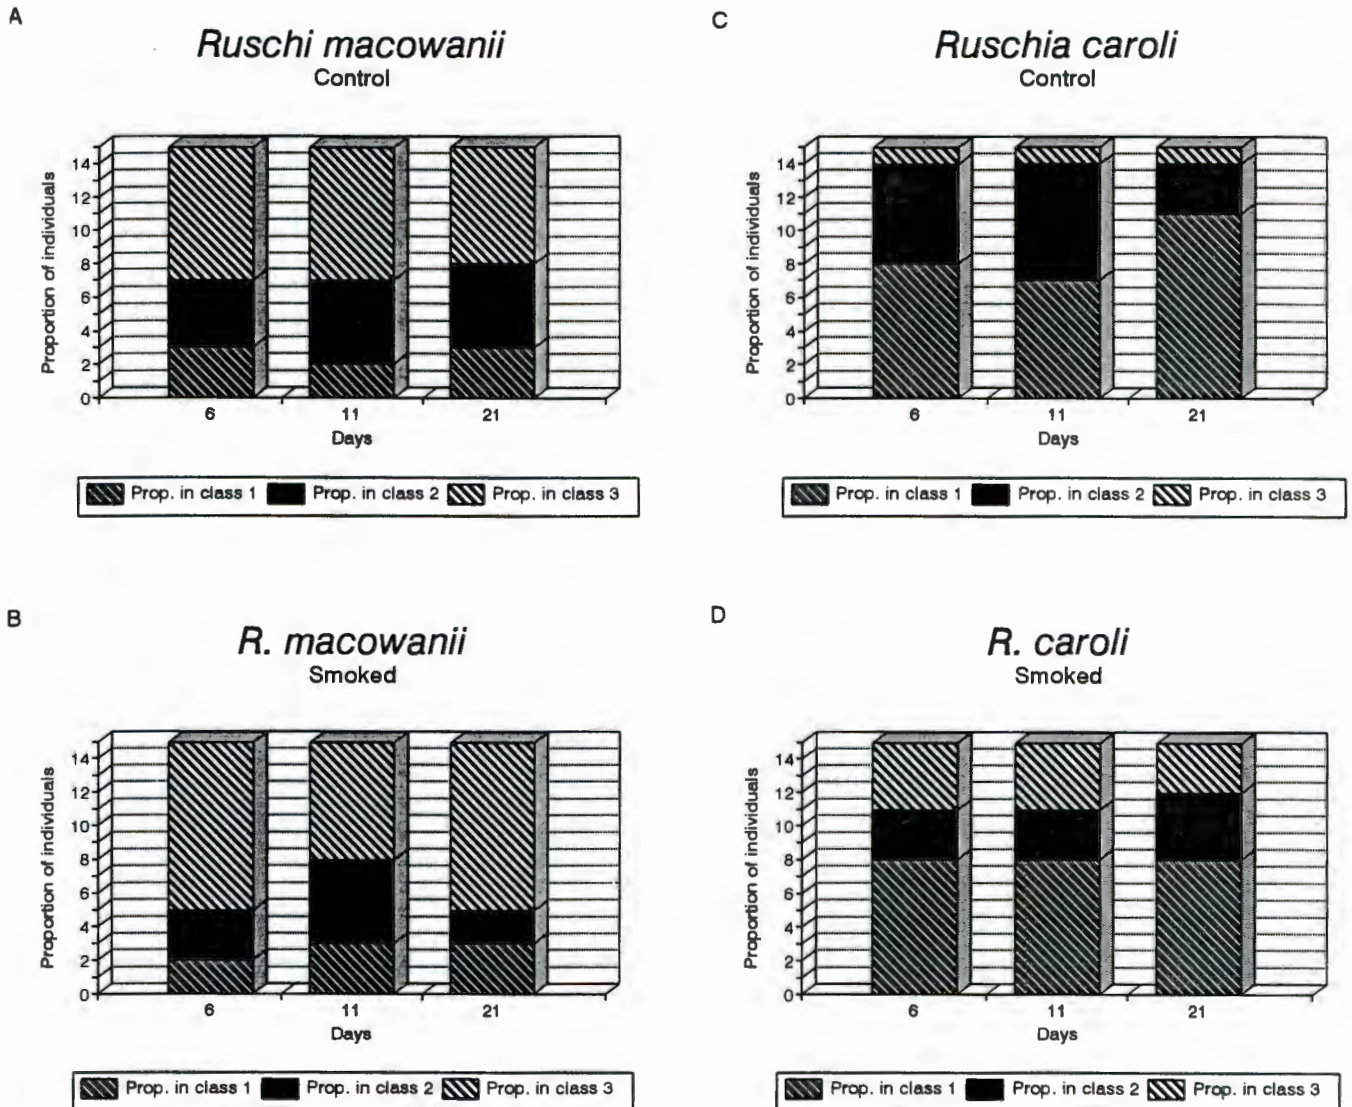 A
Ruschi macowanii
Control
Proportion of individuals
14
12
10
8
6
4
2
0
6 11 21
Days
Prop. in class 1 Prop. in class 2 Prop. in class 3
C
Ruschia caroli
Control
Proportion of individuals
14
12
10
8
6
4
2
0
6 11 21
Days
Prop. in class 1 Prop. in class 2 Prop. in class 3
B
R. macowanii
Smoked
Proportion of individuals
14
12
10
8
6
4
2
0
6 11 21
Days
Prop. in class 1 Prop. in class 2 Prop. in class 3
D
R. caroli
Smoked
Proportion of individuals
14
12
10
8
6
4
2
0
6 11 21
Days
Prop. in class 1 Prop. in class 2 Prop. in class 3